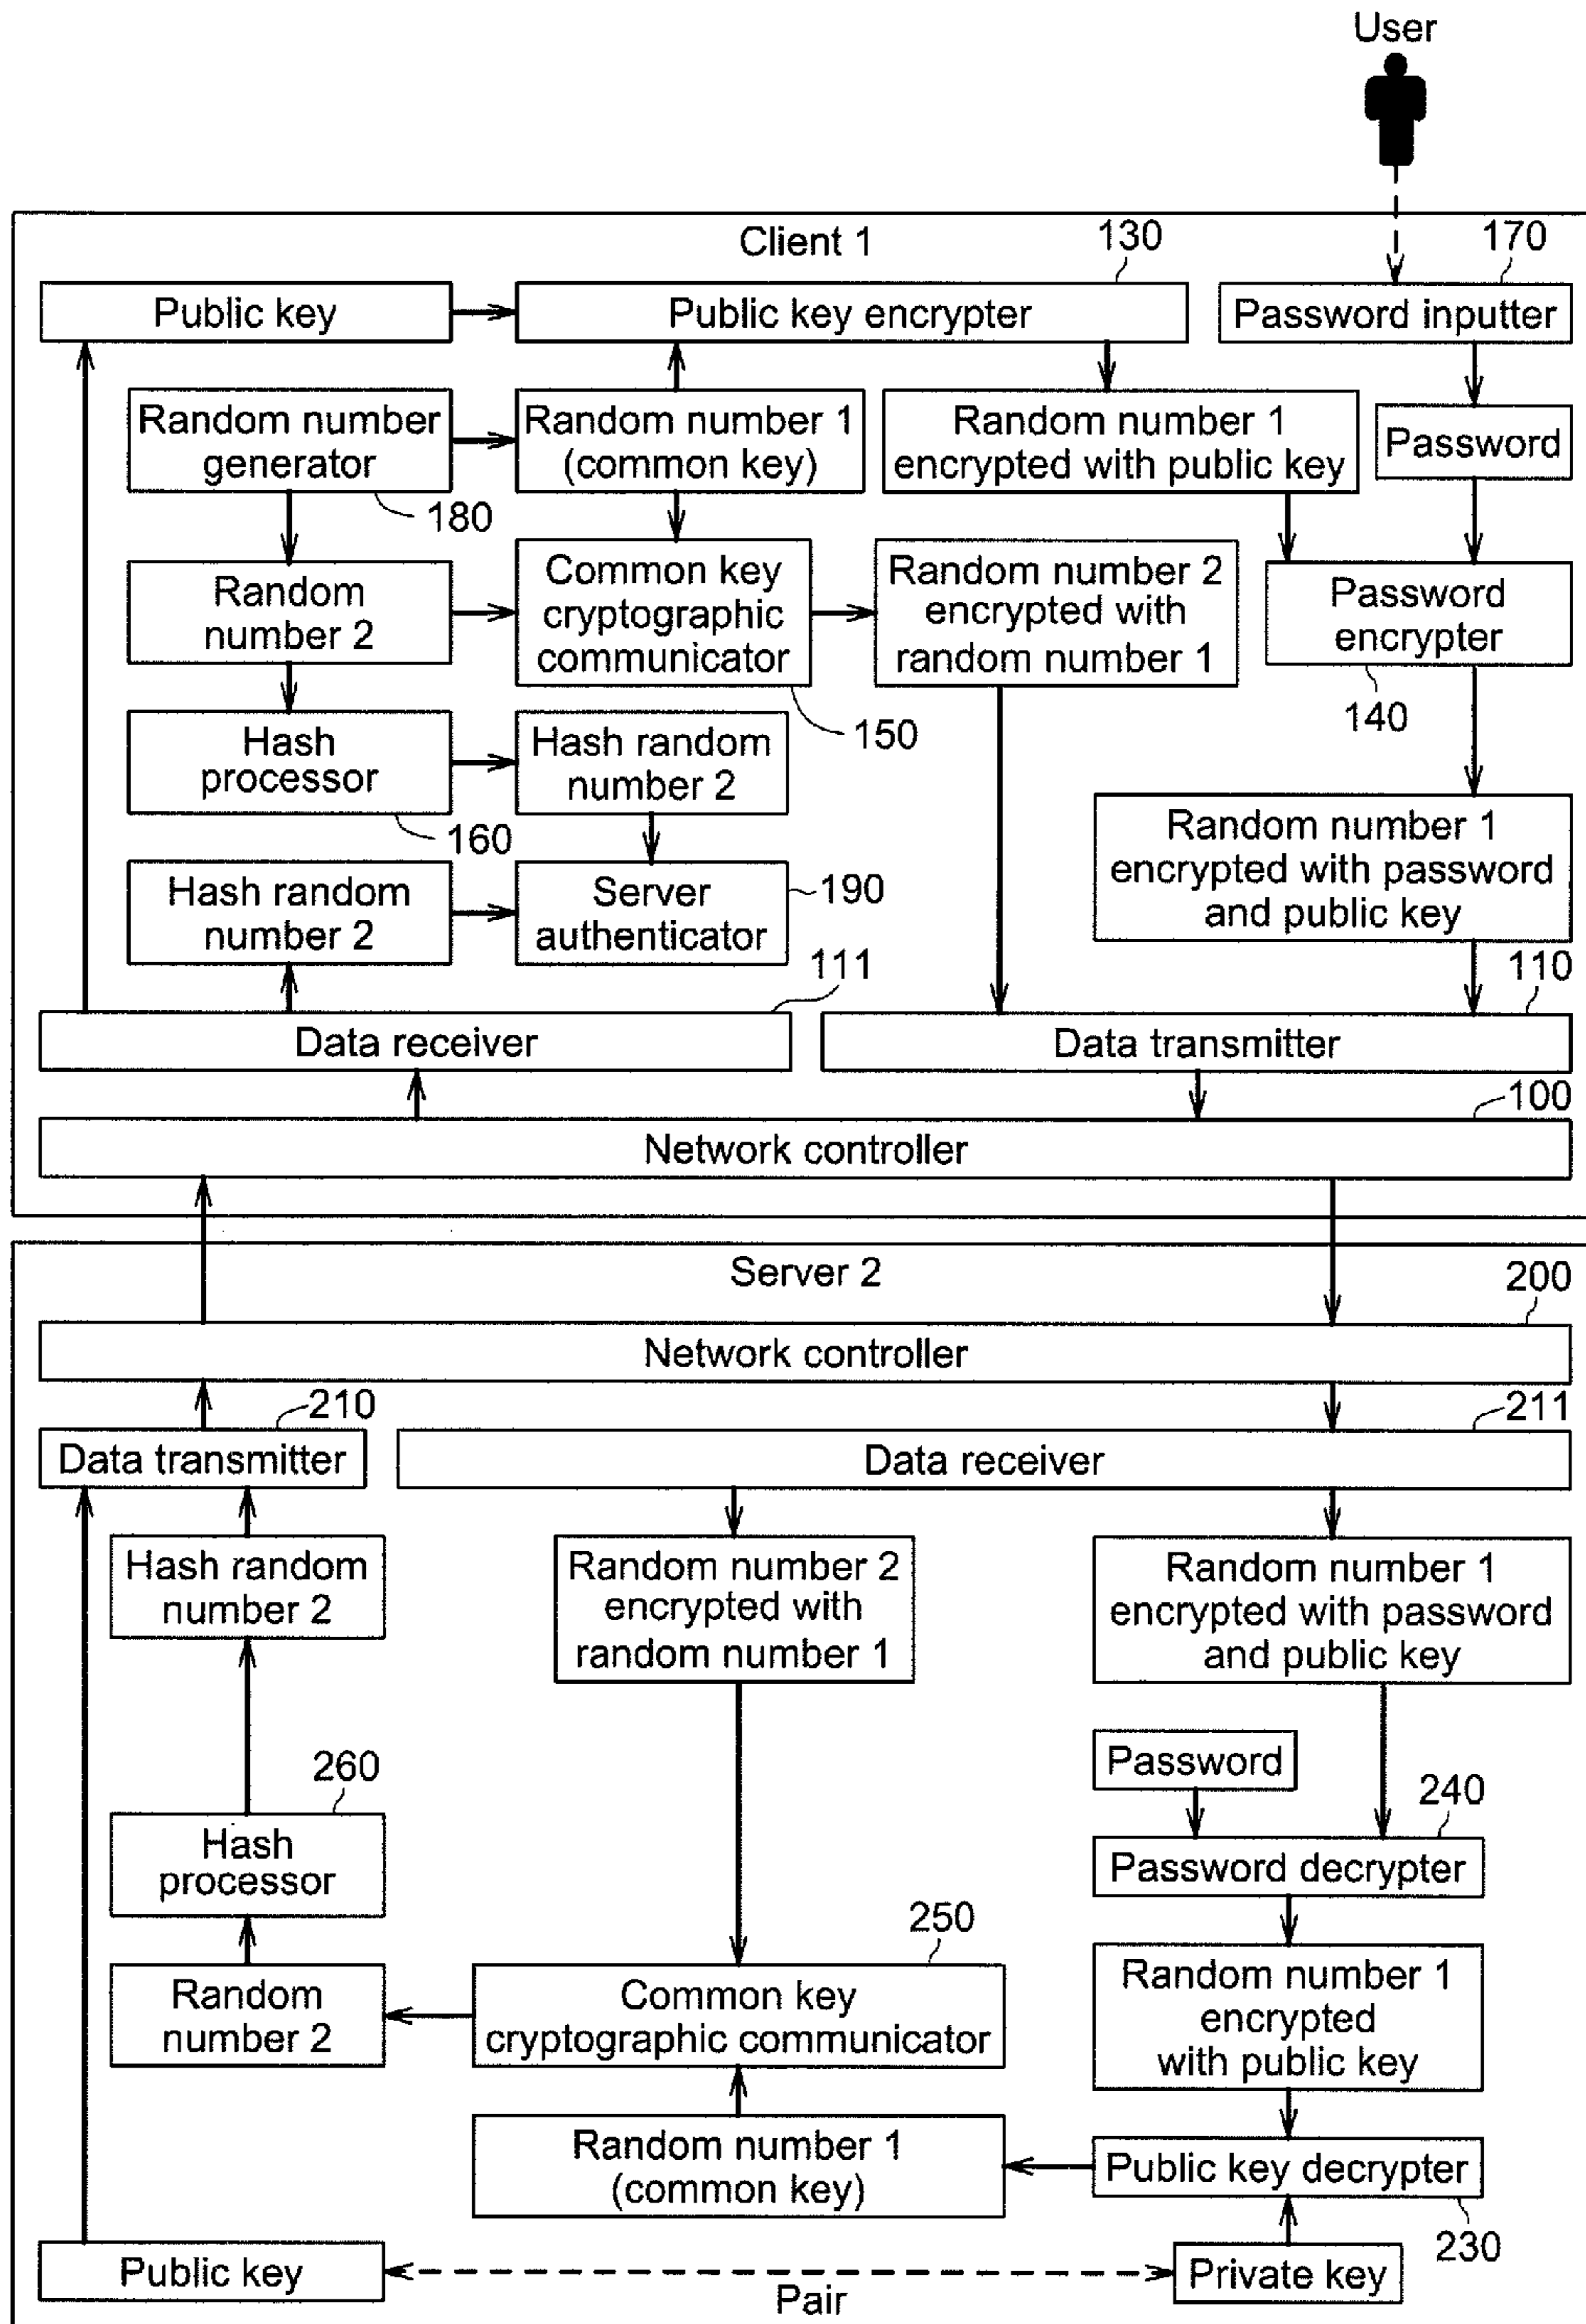 User
Client 1
130
170
Public key
Public key encrypter
Password inputter
Random number
generator
180
Random number 1
(common key)
Random number 1
encrypted with public key
Password
Random
number 2
Common key
cryptographic
communicator
150
Random number 2
encrypted with
random number 1
Password
encrypter
140
Hash
processor
160
Hash random
number 2
Random number 1
encrypted with password
and public key
Hash random
number 2
Server
authenticator
190
111
110
Data receiver
Data transmitter
100
Network controller
Server 2
200
Network controller
210
211
Data transmitter
Data receiver
Hash random
number 2
Random number 2
encrypted with
random number 1
Random number 1
encrypted with password
and public key
Password
260
240
Hash
processor
Password decrypter
250
Random
number 2
Common key
cryptographic communicator
Random number 1
encrypted
with public key
Random number 1
(common key)
Public key decrypter
230
Public key
Pair
Private key